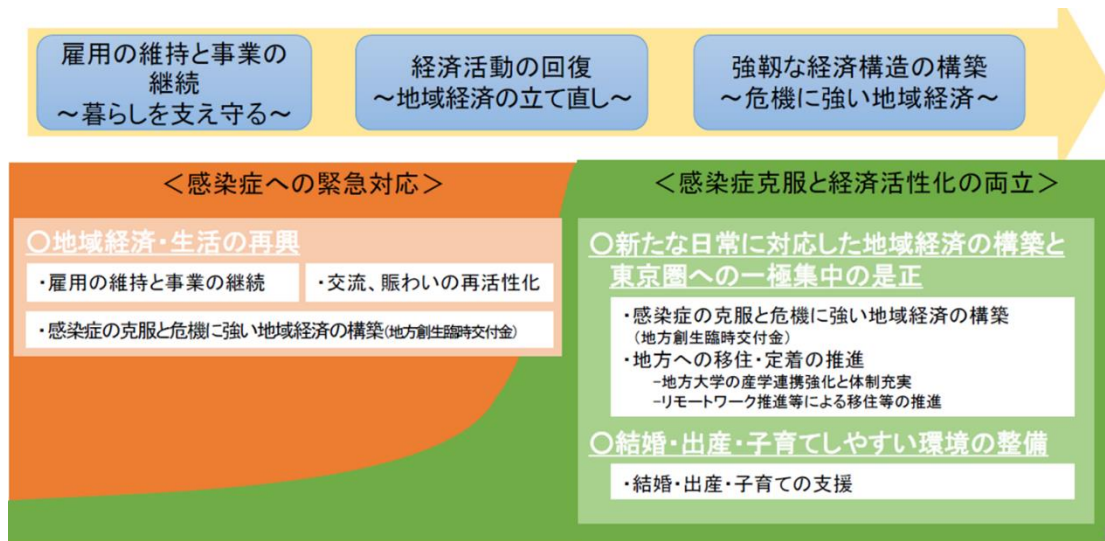 雇用の維持と事業の
継続
～暮らしを支え守る～
経済活動の回復
～地域経済の立て直し～
強靱な経済構造の構築
～危機に強い地域経済～
＜感染症への緊急対応＞
○地域経済・生活の再興
・雇用の維持と事業の継続
・交流、賑わいの再活性化
・感染症の克服と危機に強い地域経済の構築(地方創生臨時交付金)
＜感染症克服と経済活性化の両立＞
○新たな日常に対応した地域経済の構築と
東京圏への一極集中の是正
・感染症の克服と危機に強い地域経済の構築
（地方創生臨時交付金）
・地方への移住・定着の推進
－地方大学の産学連携強化と体制充実
－リモートワーク推進等による移住等の推進
○結婚・出産・子育てしやすい環境の整備
・結婚・出産・子育ての支援